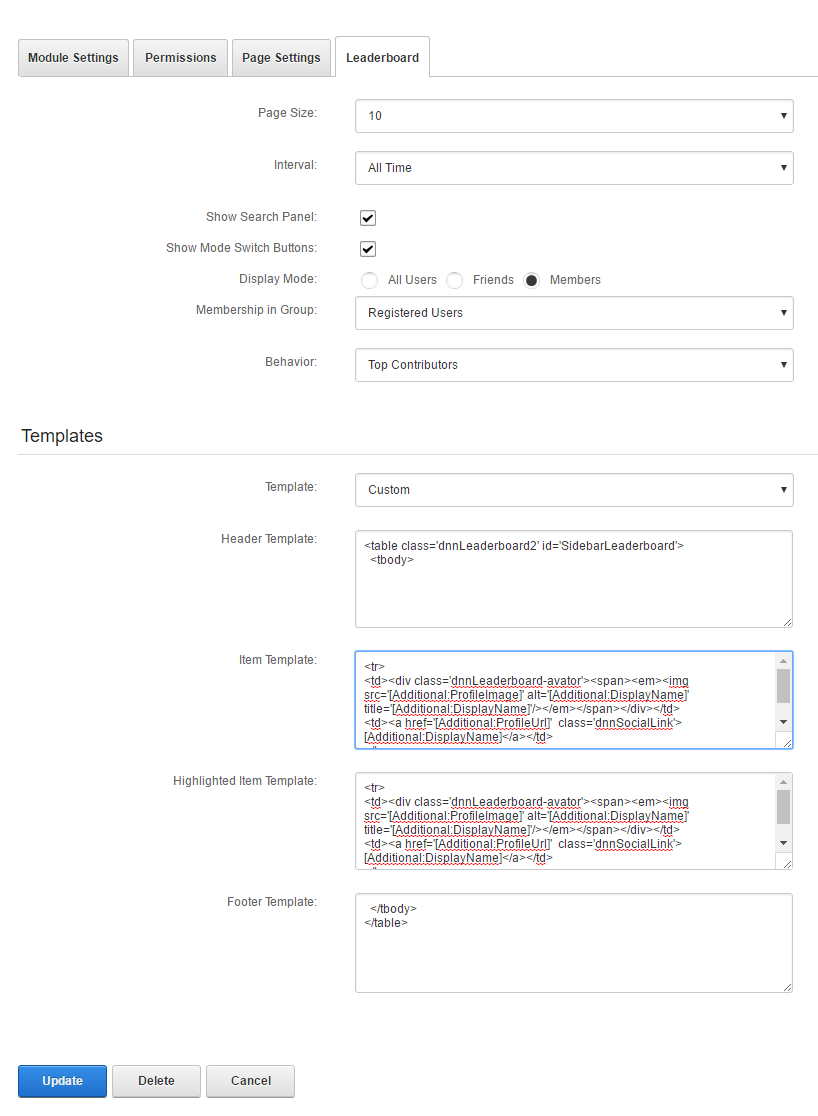 Module Settings Permissions Page Settings Leaderboard
Page Size: 10
Interval: All Time
Show Search Panel:
Show Mode Switch Buttons:
Display Mode: All Users Friends Members
Membership in Group: Registered Users
Behavior: Top Contributors
Templates
Template: Custom
Header Template:
<table class='dnnLeaderboard2' id='SidebarLeaderboard'>
<tbody>
Item Template:
<tr>
<td><div class='dnnLeaderboard-avator'><span><em><img
src='[Additional:ProfileImage]' alt='[Additional:DisplayName]'
title='[Additional:DisplayName]'/></em></span></div></td>
<td><a href='[Additional:ProfileUrl]' class='dnnSocialLink'>
[Additional:DisplayName]</a></td>
Highlighted Item Template:
<tr>
<td><div class='dnnLeaderboard-avator'><span><em><img
src='[Additional:ProfileImage]' alt='[Additional:DisplayName]'
title='[Additional:DisplayName]'/></em></span></div></td>
<td><a href='[Additional:ProfileUrl]' class='dnnSocialLink'>
[Additional:DisplayName]</a></td>
Footer Template:
</tbody>
</table>
Update Delete Cancel